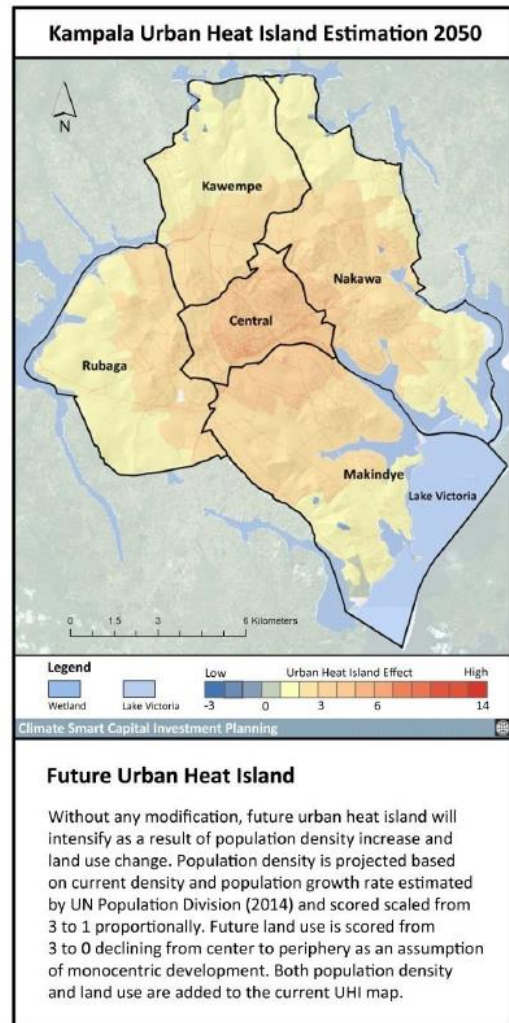 Kampala Urban Heat Island Estimation 2050
N
Kawempe
Nakawa
Central
Rubaga
Makindye
Lake Victoria
0 1.5 3 6 Kilometers
Legend
Wetland
Lake Victoria
Low Urban Heat Island Effect High
-3 0 3 6 14
Climate Smart Capital Investment Planning
Future Urban Heat Island
Without any modification, future urban heat island will
intensify as a result of population density increase and
land use change. Population density is projected based
on current density and population growth rate estimated
by UN Population Division (2014) and scored scaled from
3 to 1 proportionally. Future land use is scored from
3 to 0 declining from center to periphery as an assumption
of monocentric development. Both population density
and land use are added to the current UHI map.